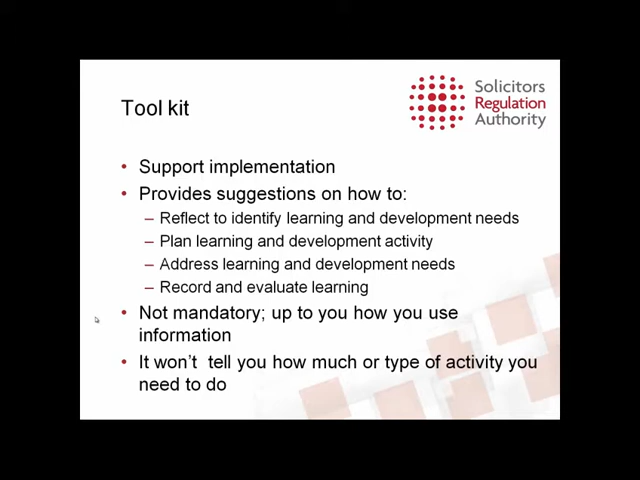 Tool kit
Solicitors
Regulation
Authority
• Support implementation
• Provides suggestions on how to:
– Reflect to identify learning and development needs
– Plan learning and development activity
– Address learning and development needs
– Record and evaluate learning
• Not mandatory; up to you how you use
information
• It won’t  tell you how much or type of activity you
need to do